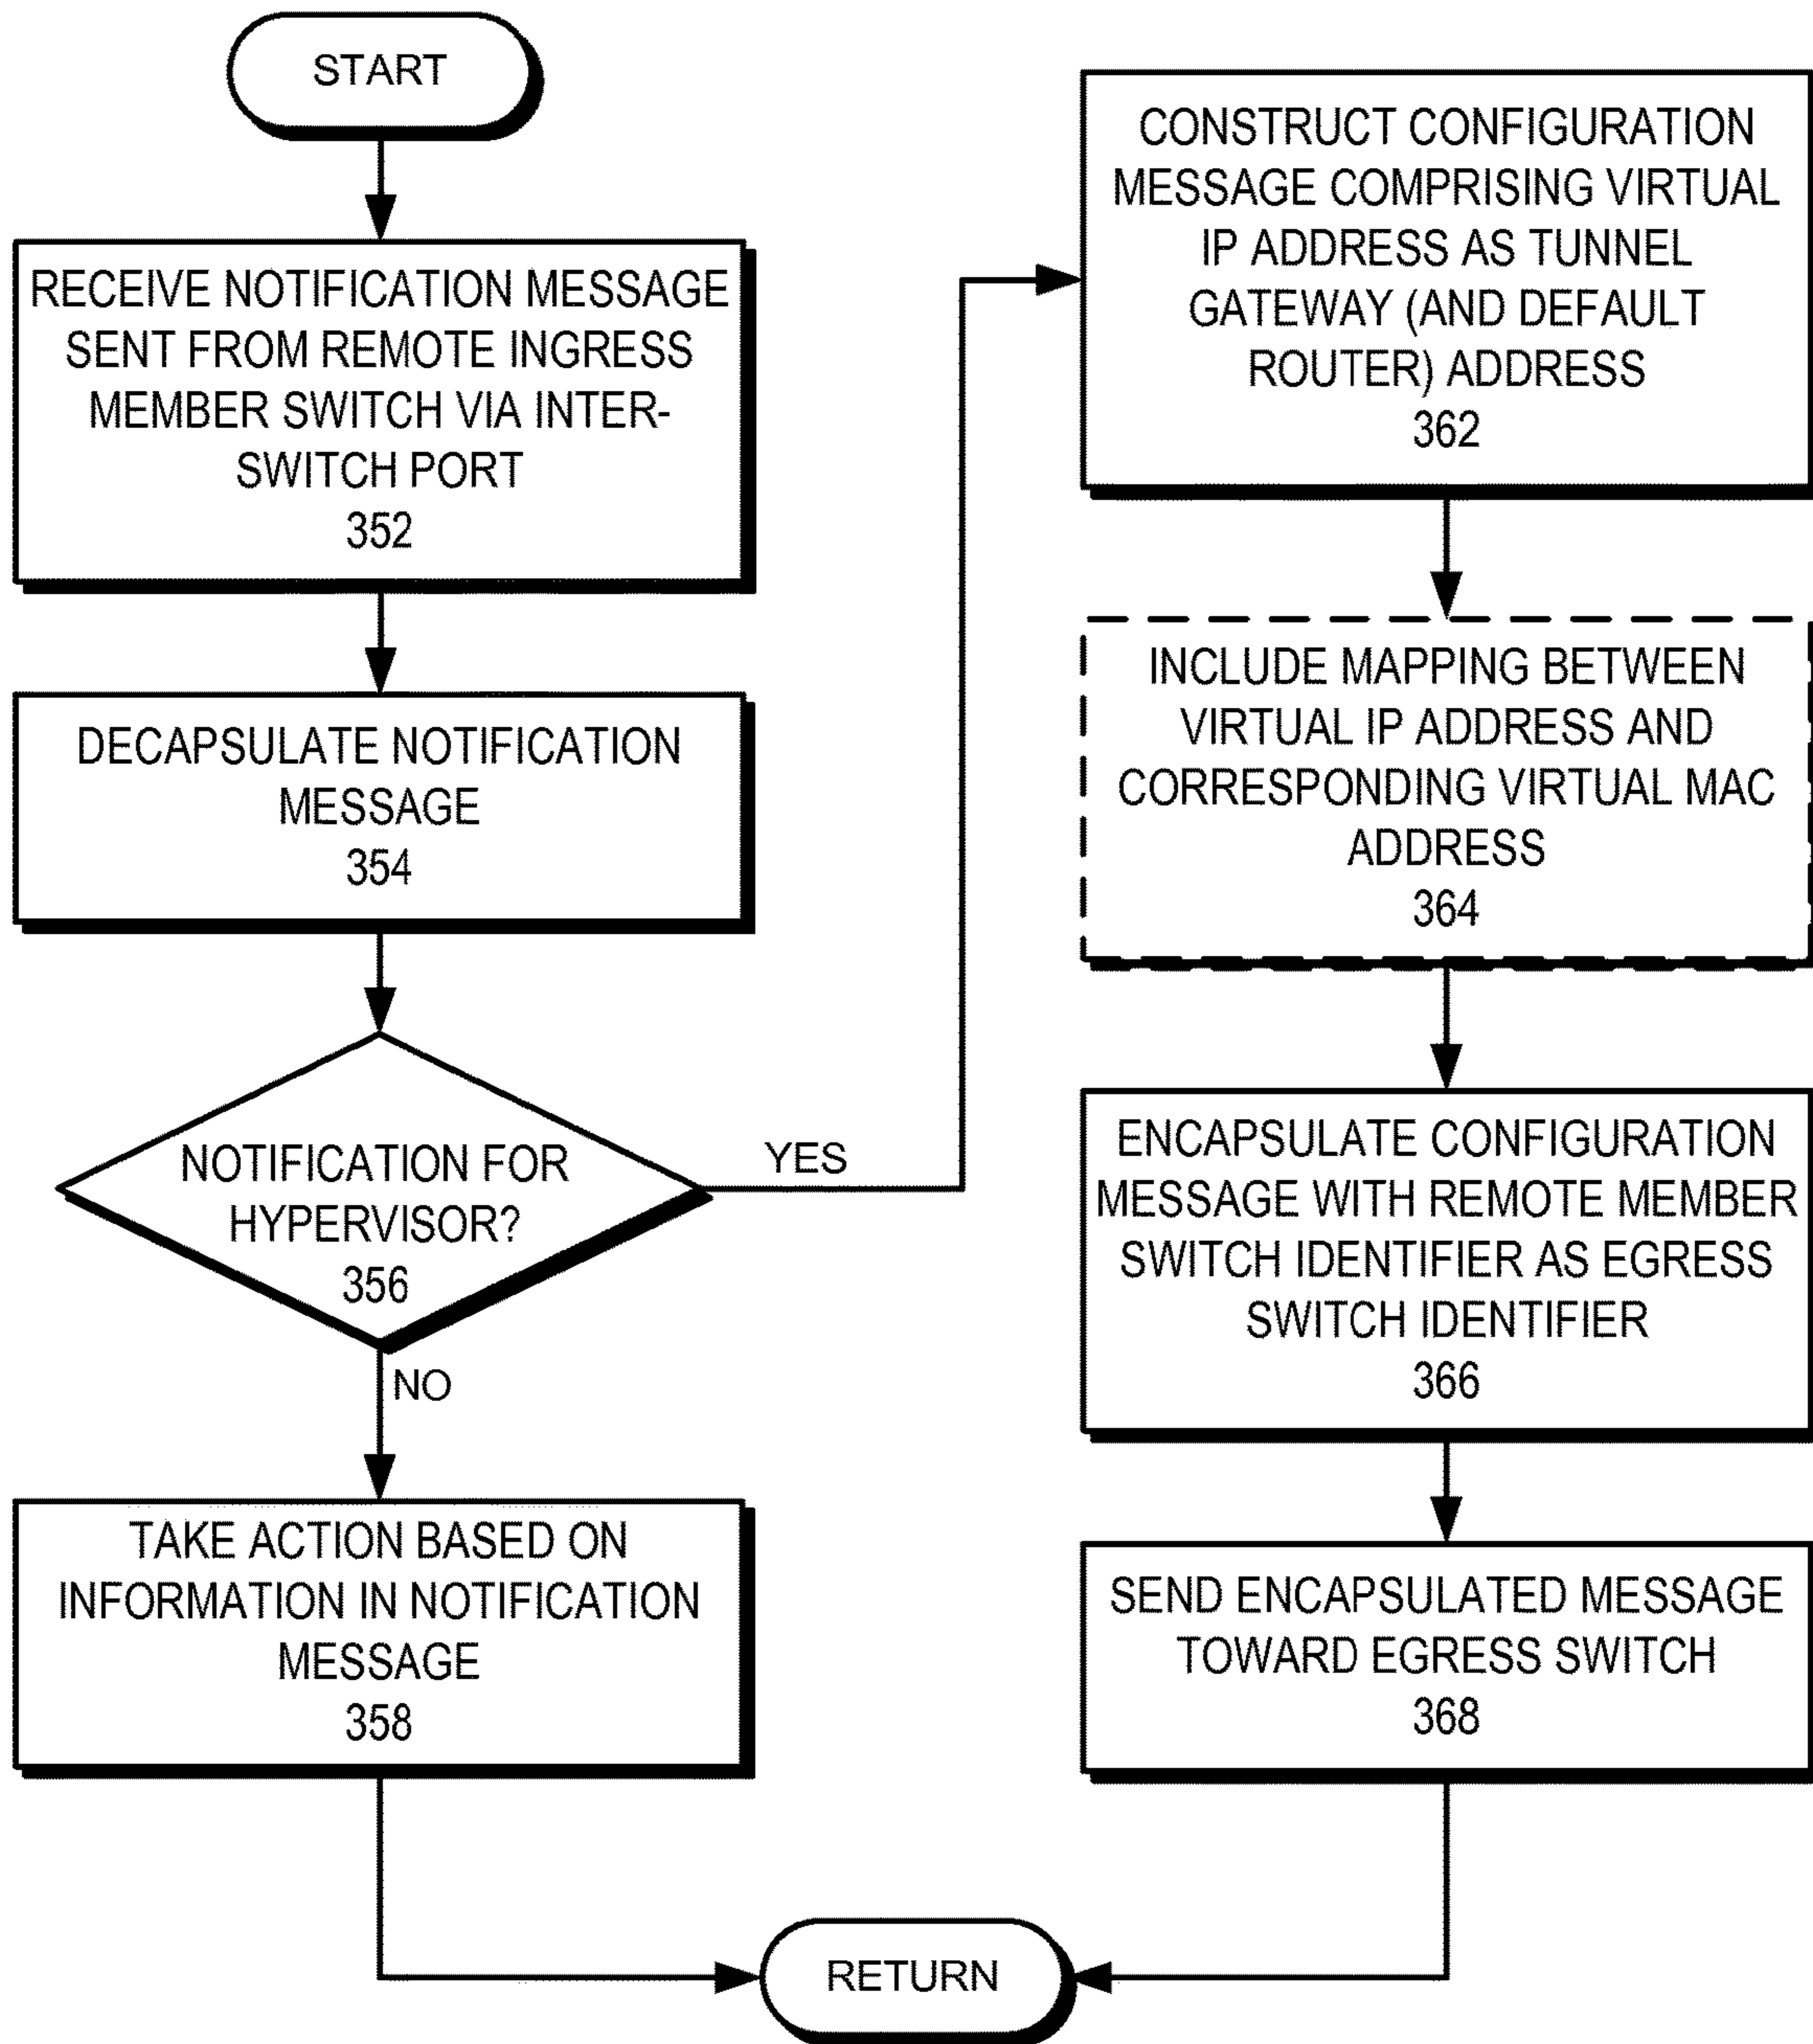 START
RECEIVE NOTIFICATION MESSAGE
SENT FROM REMOTE INGRESS
MEMBER SWITCH VIA INTER-
SWITCH PORT
352
DECAPSULATE NOTIFICATION
MESSAGE
354
NOTIFICATION FOR
HYPERVISOR?
356
YES
NO
TAKE ACTION BASED ON
INFORMATION IN NOTIFICATION
MESSAGE
358
CONSTRUCT CONFIGURATION
MESSAGE COMPRISING VIRTUAL
IP ADDRESS AS TUNNEL
GATEWAY (AND DEFAULT
ROUTER) ADDRESS
362
INCLUDE MAPPING BETWEEN
VIRTUAL IP ADDRESS AND
CORRESPONDING VIRTUAL MAC
ADDRESS
364
ENCAPSULATE CONFIGURATION
MESSAGE WITH REMOTE MEMBER
SWITCH IDENTIFIER AS EGRESS
SWITCH IDENTIFIER
366
SEND ENCAPSULATED MESSAGE
TOWARD EGRESS SWITCH
368
RETURN